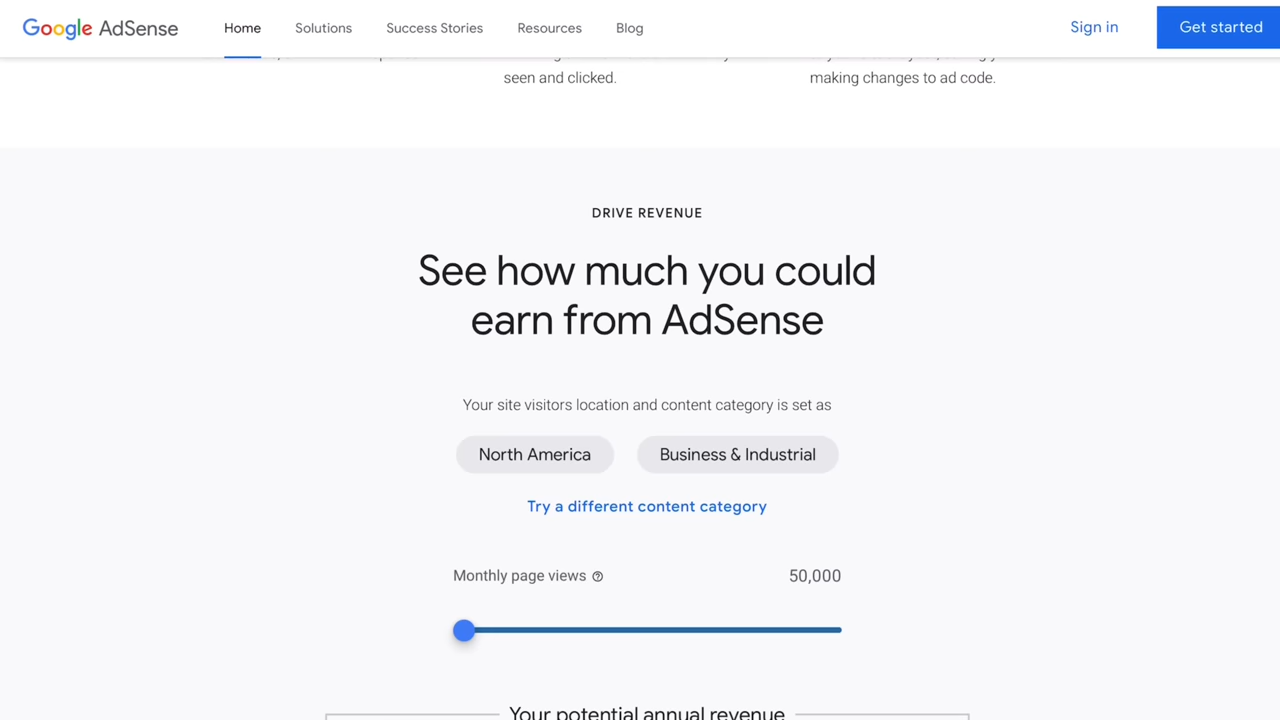 Google AdSense
Home
Solutions
Success Stories
Resources
Blog
Sign in
Get started
seen and clicked.
making changes to ad code.
DRIVE REVENUE
See how much you could
earn from AdSense
Your site visitors location and content category is set as
North America
Business & Industrial
Try a different content category
Monthly page views
50,000
Your potential annual revenue